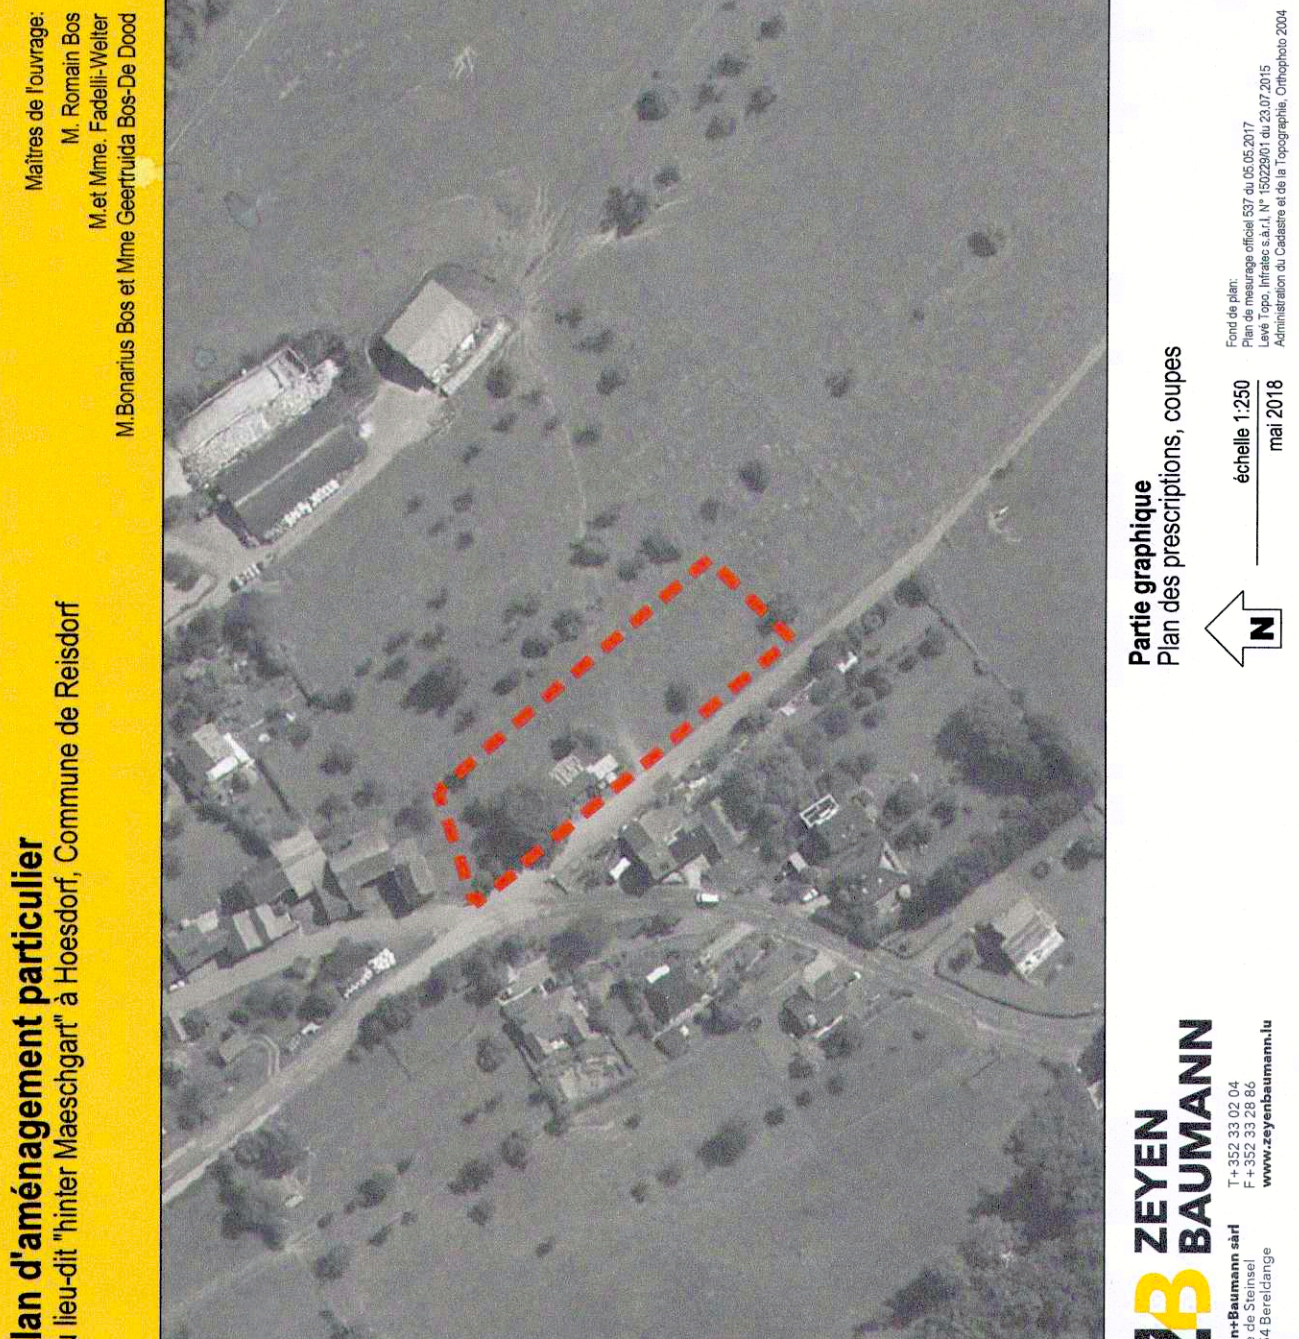 lan d'aménagement particulier
lieu-dit "hinter Maeschgart" à Hoesdorf, Commune de Reisdorf
Maîtres de l'ouvrage:
M. Romain Bos
M.et Mme. Fadelli-Welter
M.Bonarius Bos et Mme Geertruida Bos-De Dood
ZEYEN
BAUMANN
+Baumann sàrl
de Steinsel
4 Bereldange
T+352 33 02 04
F+352 33 28 86
www.zeyenbaumann.lu
Partie graphique
Plan des prescriptions, coupes
N
échelle 1:250
mai 2018
Fond de plan:
Plan de mesurage officiel 537 du 05.05.2017
Levé Topo, Infratec s.à.r.l, N° 150229/01 du 23.07.2015
Administration du Cadastre et de la Topographie, Orthophoto 2004